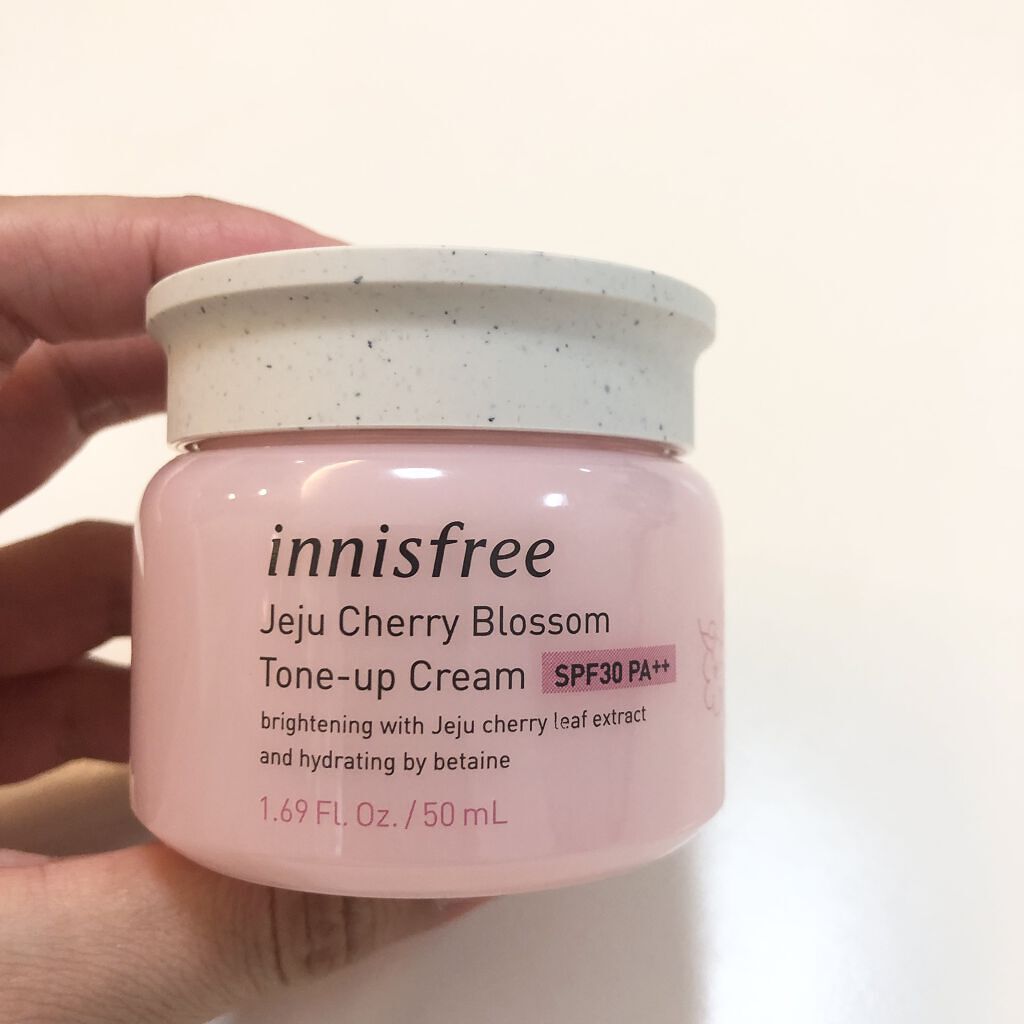 innisfree
Jeju Cherry Blossom
Tone-up Cream SPF30 PA++
brightening with Jeju cherry leaf extract
and hydrating by betaine
1.69 Fl. Oz. / 50 mL